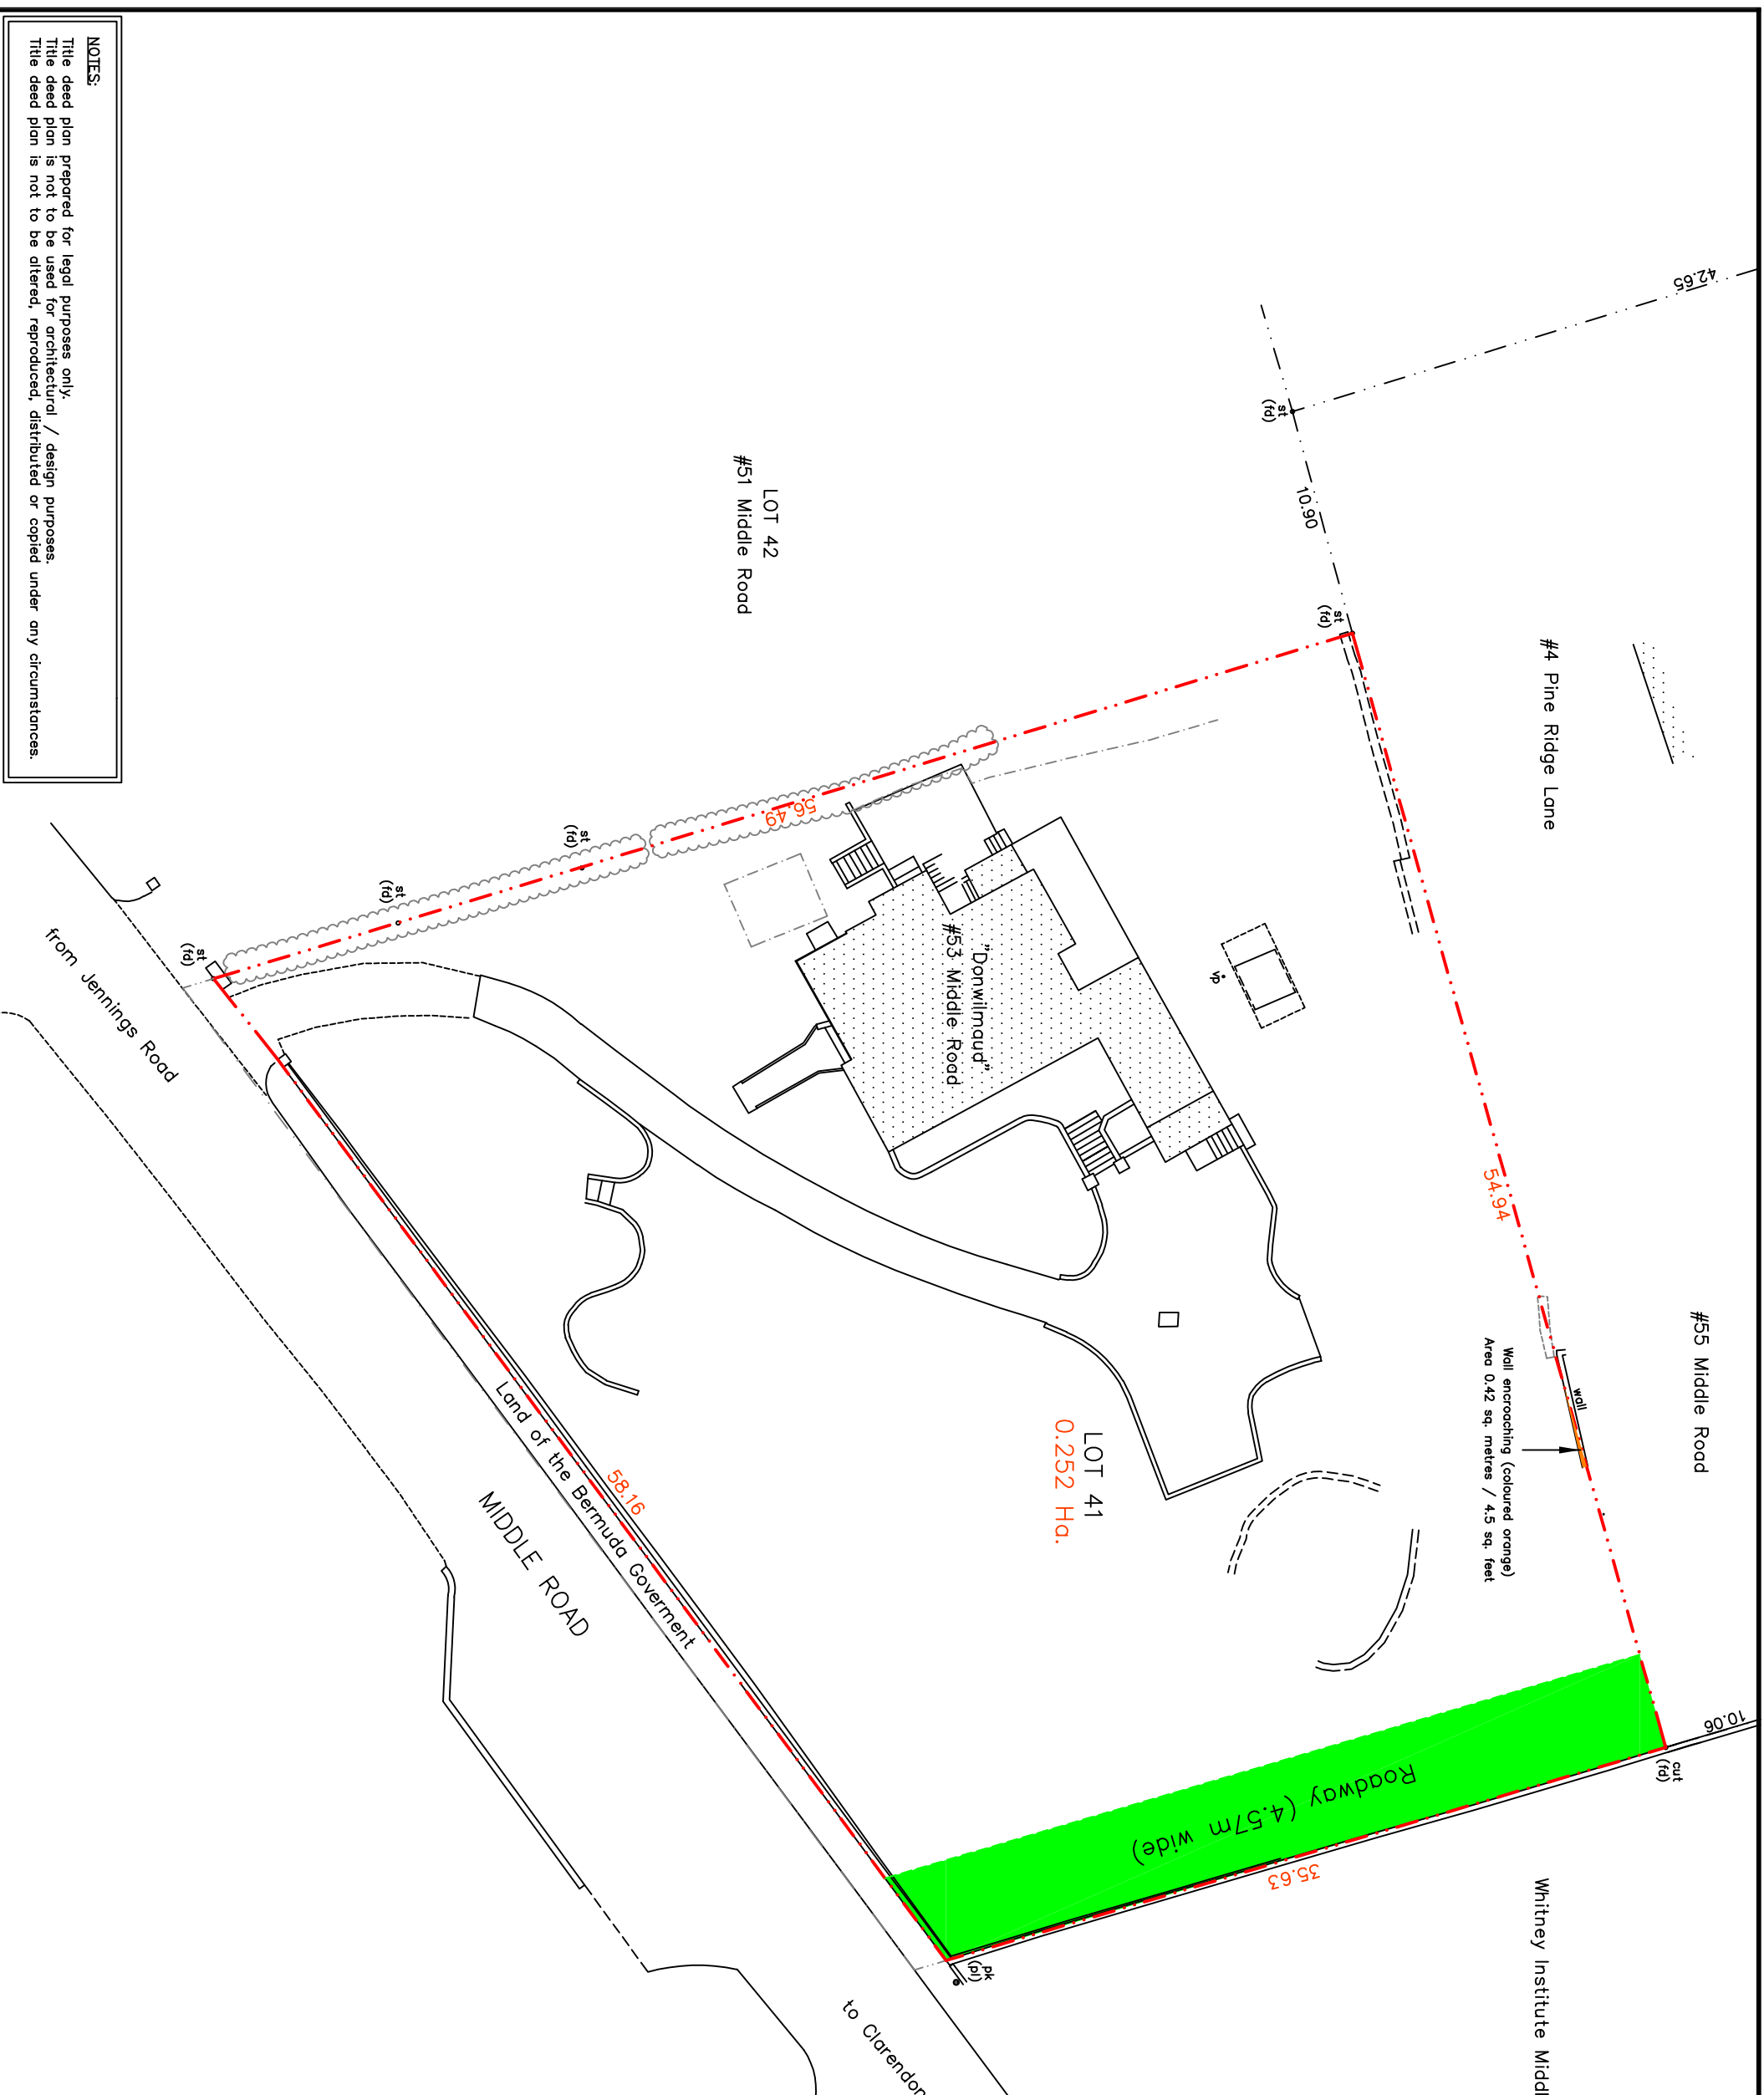 NOTES:
Title deed plan prepared for legal purposes only.
Title deed plan is not to be used for architectural / design purposes.
Title deed plan is not to be altered, reproduced, distributed or copied under any circumstances.
42.65
st
(fd)
10.90
st
(fd)
#4 Pine Ridge Lane
#55 Middle Road
LOT 42
#51 Middle Road
54.94
wall
Wall encroaching (coloured orange)
Area 0.42 sq. metres / 4.5 sq. feet
10.06
cut
(fd)
56.49
st
(fd)
st
(fd)
st
(fd)
vp
"Donwilmaud"
#53 Middle Road
LOT 41
0.252 Ha.
Roadway (4.57m wide)
35.63
Whitney Institute Middl
pk
(pl)
58.16
Land of the Bermuda Goverment
MIDDLE ROAD
from Jennings Road
to Clarendon